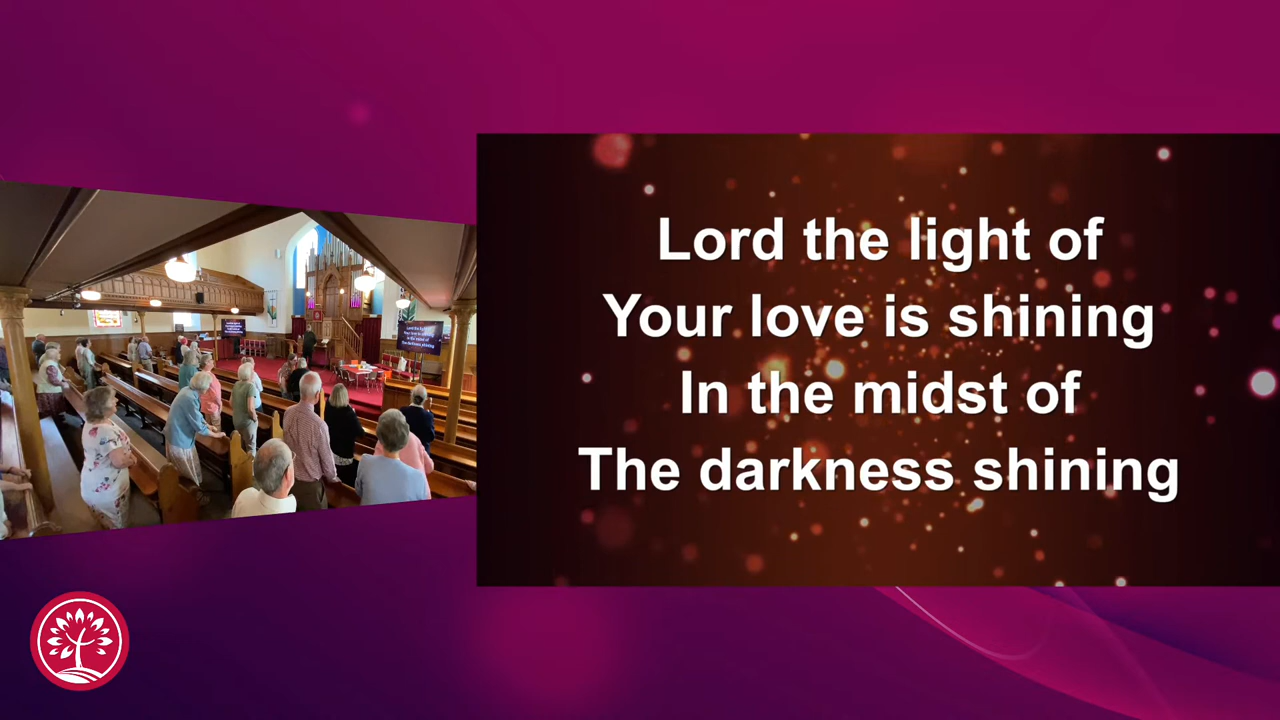 Lord the light of
Your love is shining
In the midst of
The darkness shining